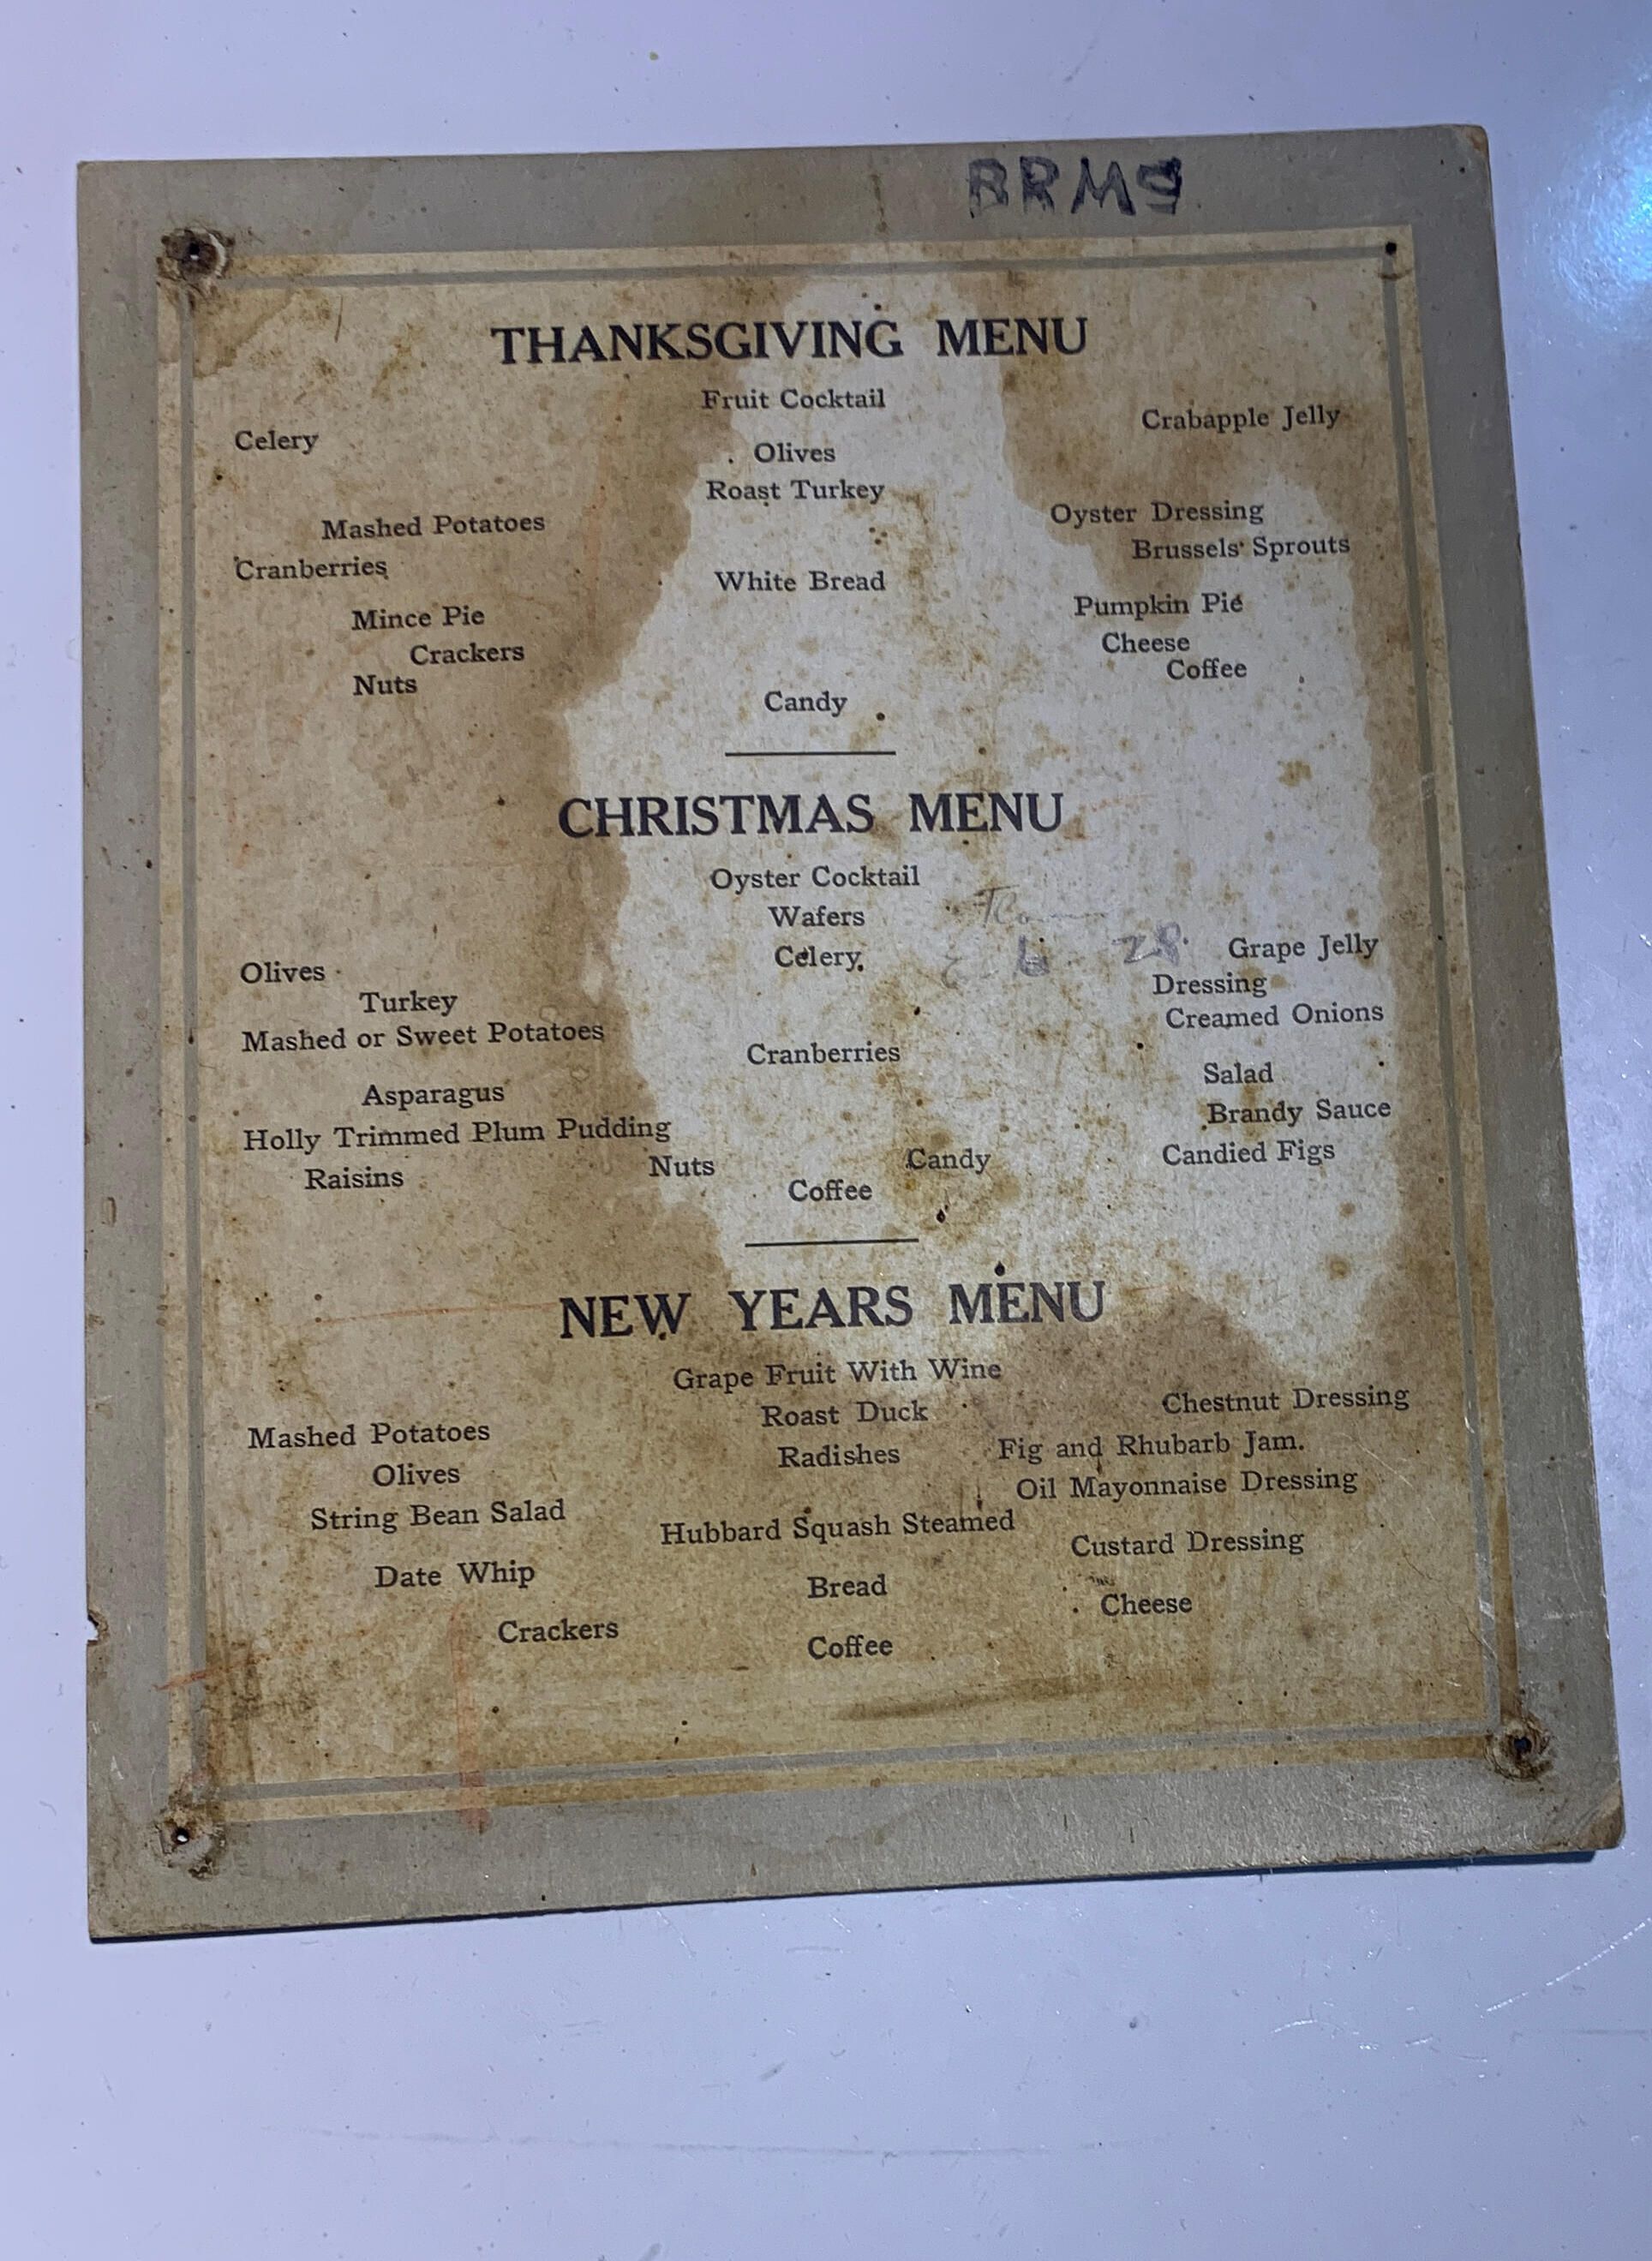 BRMS
THANKSGIVING MENU
Fruit Cocktail
Celery Olives Crabapple Jelly
Roast Turkey
Mashed Potatoes Oyster Dressing
Cranberries White Bread Brussels Sprouts
Mince Pie Pumpkin Pie
Crackers Cheese
Nuts Candy Coffee
CHRISTMAS MENU
Oyster Cocktail
Wafers
Olives Celery Grape Jelly
Turkey Dressing
Mashed or Sweet Potatoes Cranberries Creamed Onions
Asparagus Salad
Holly Trimmed Plum Pudding Brandy Sauce
Raisins Nuts Candy Candied Figs
Coffee
NEW YEARS MENU
Grape Fruit With Wine
Roast Duck Chestnut Dressing
Mashed Potatoes Radishes Fig and Rhubarb Jam.
Olives Oil Mayonnaise Dressing
String Bean Salad Hubbard Squash Steamed
Date Whip Bread Custard Dressing
Crackers Coffee Cheese